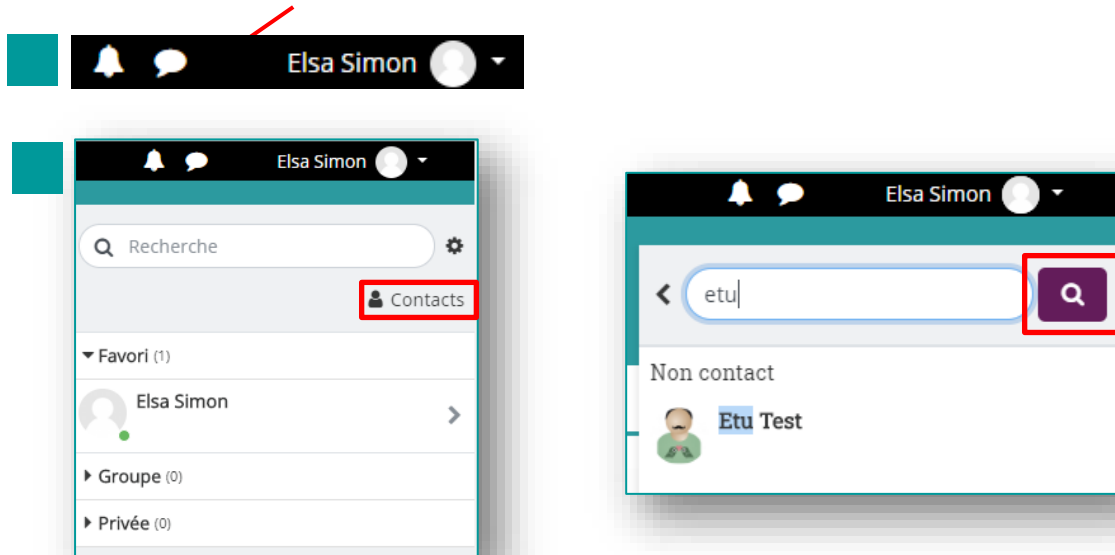 Elsa Simon
Elsa Simon
Recherche
Contacts
Favori (1)
Elsa Simon
Groupe (0)
Privée (0)
Elsa Simon
etu
Non contact
Etu Test